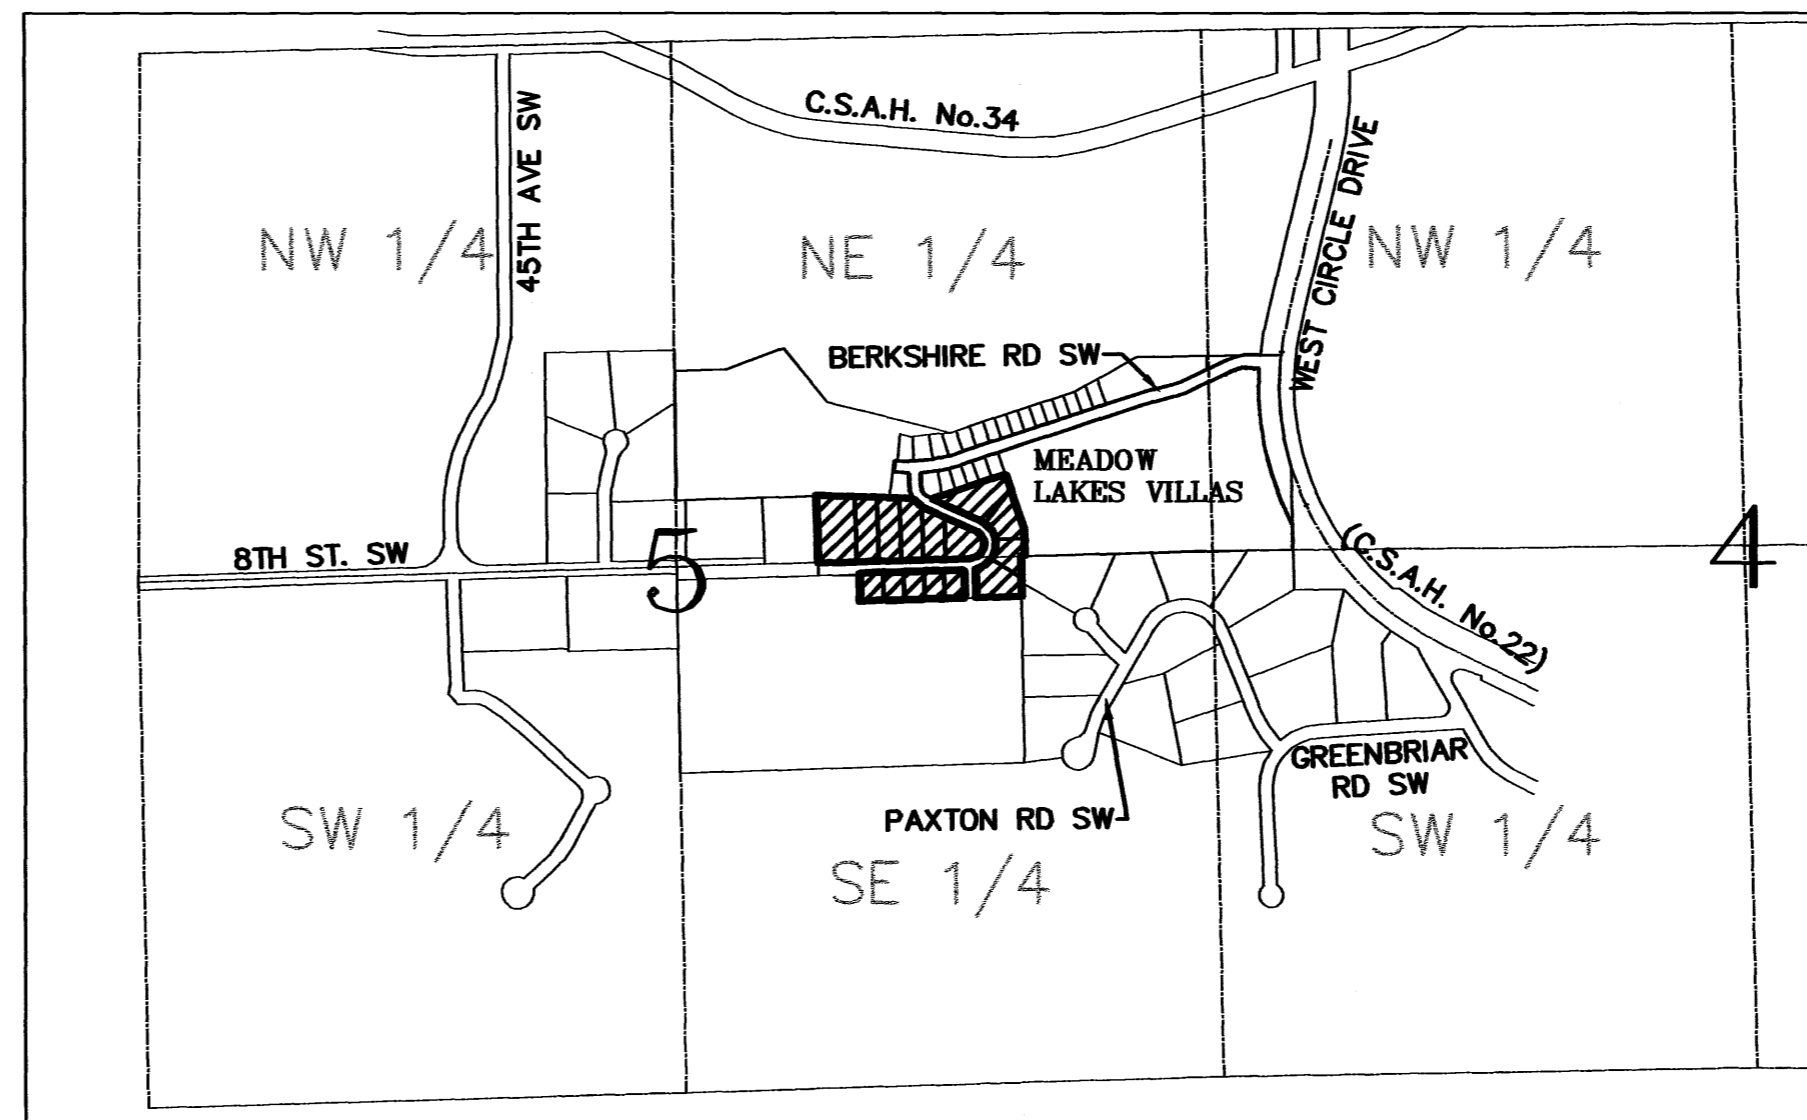 C.S.A.H. No.34
45TH AVE SW
WEST CIRCLE DRIVE
NW 1/4
NE 1/4
NW 1/4
BERKSHIRE RD SW
MEADOW
LAKES VILLAS
8TH ST. SW
5
4
(C.S.A.H. No.22)
GREENBRIAR
RD SW
PAXTON RD SW
SW 1/4
SE 1/4
SW 1/4